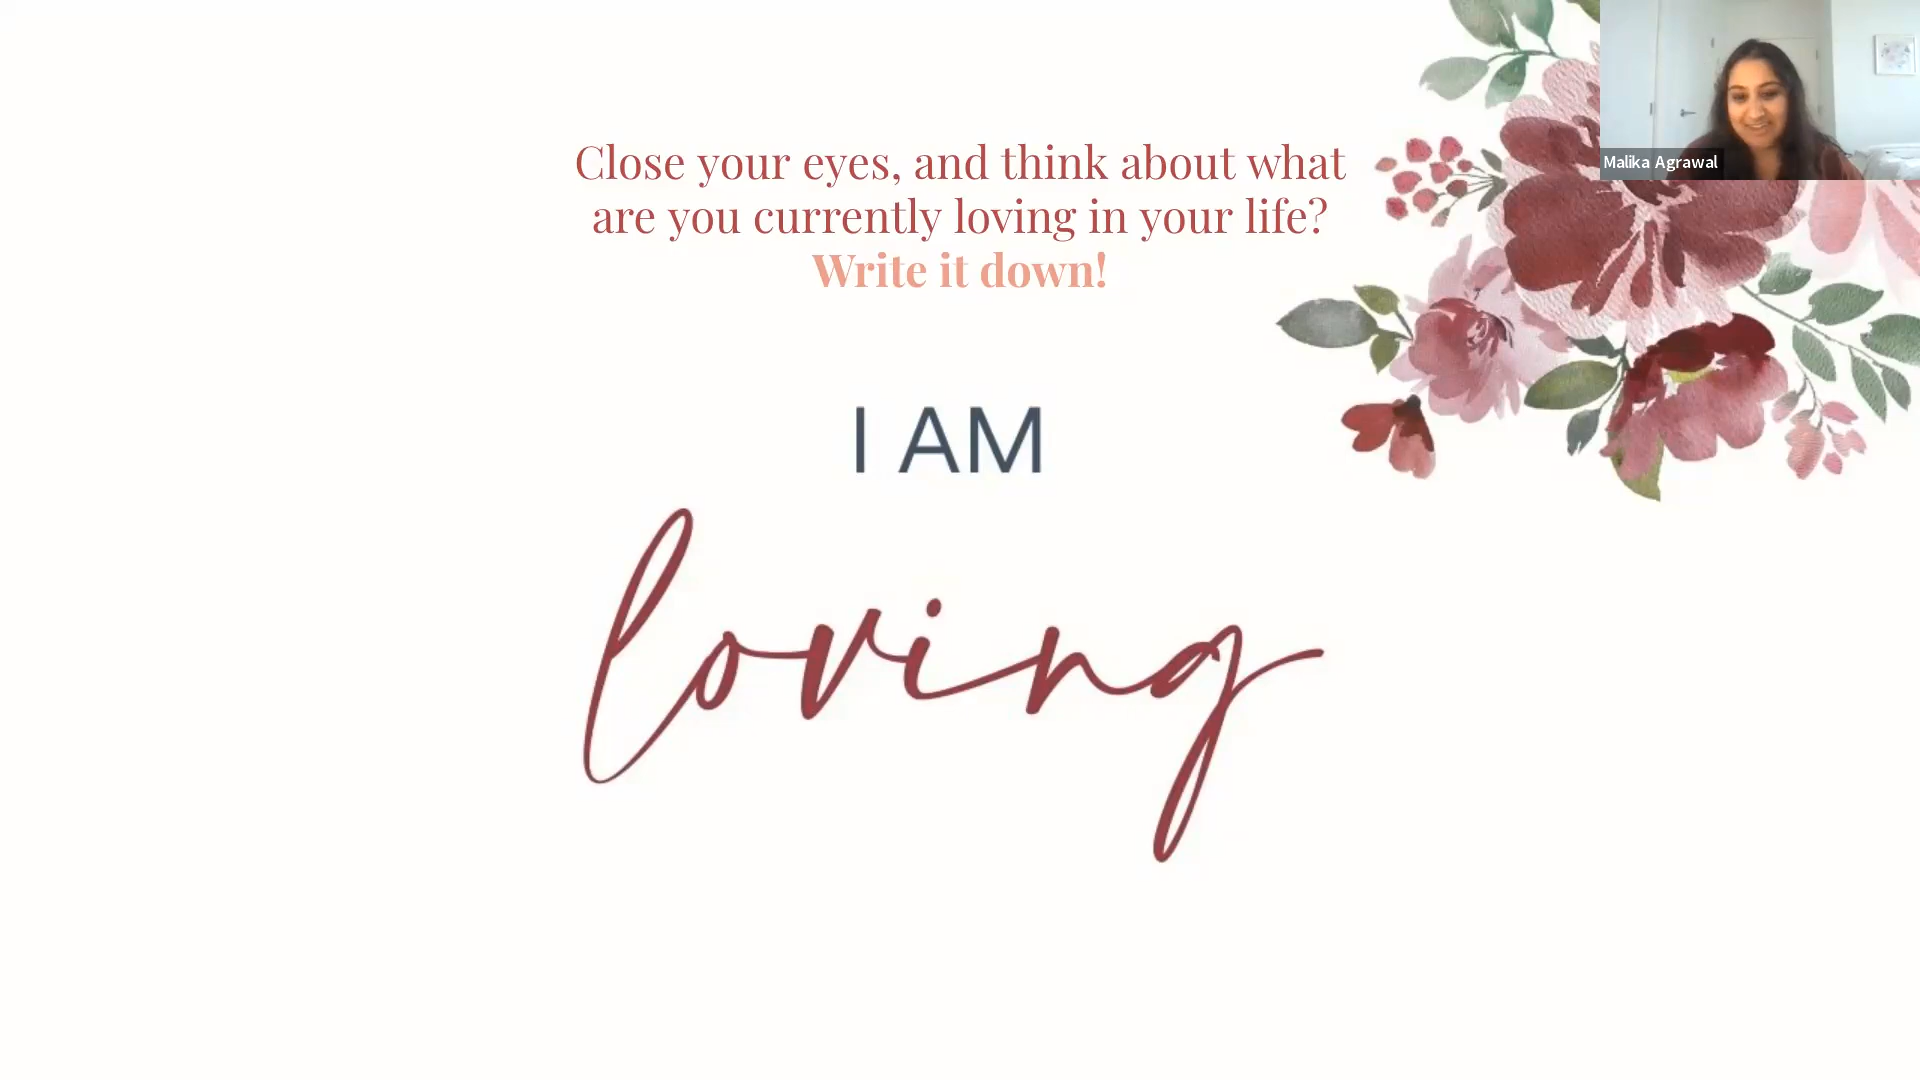 Close your eyes, and think about what
are you currently loving in your life?
Write it down!
I AM
loving
Malika Agrawal